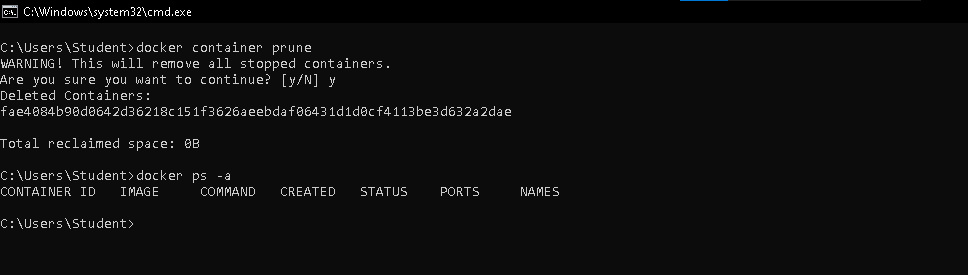 C:\Windows\system32\cmd.exe
C:\Users\Student>docker container prune
WARNING! This will remove all stopped containers.
Are you sure you want to continue? [y/N] y
Deleted Containers:
fae4084b90d0642d36218c151f3626aeebdaf06431d1d0cf4113be3d632a2dae
Total reclaimed space: 0B
C:\Users\Student>docker ps -a
CONTAINER ID   IMAGE     COMMAND   CREATED   STATUS    PORTS     NAMES
C:\Users\Student>